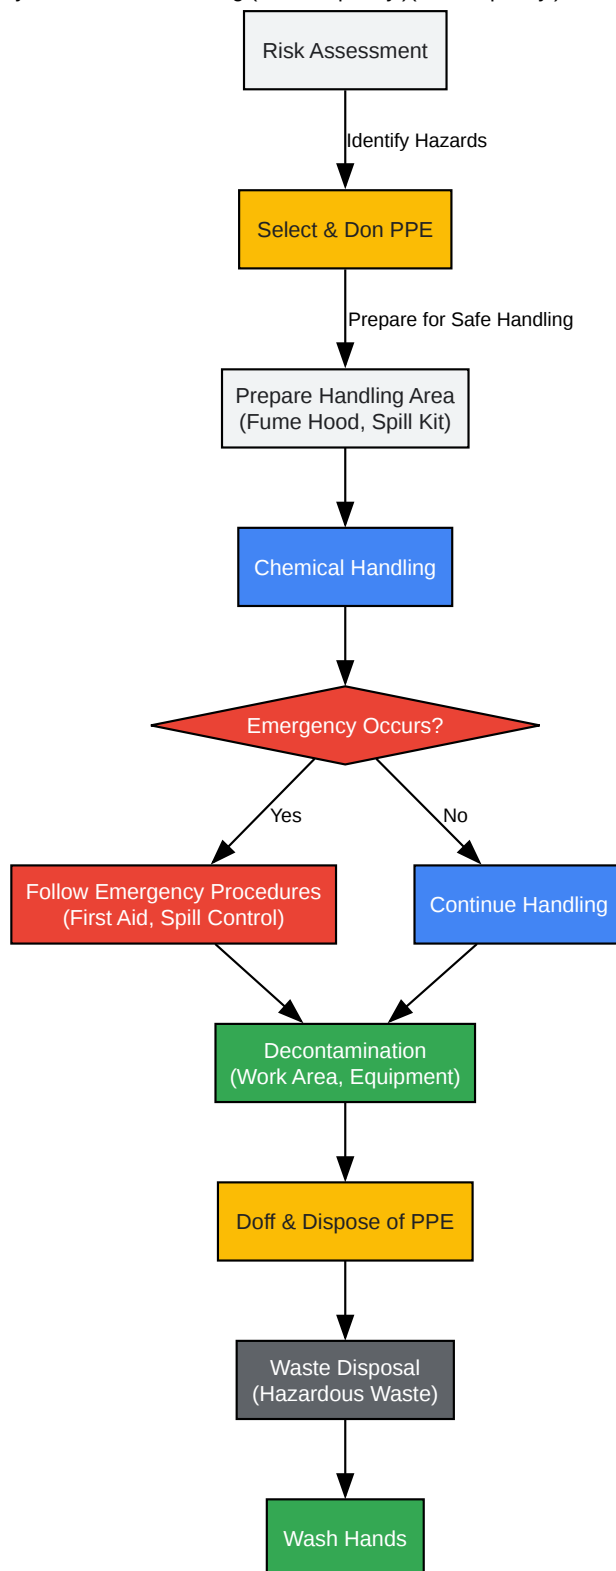 Risk Assessment
Identify Hazards
Select & Don PPE
Prepare for Safe Handling
Prepare Handling Area
(Fume Hood, Spill Kit)
Chemical Handling
Emergency Occurs?
Yes
No
Follow Emergency Procedures
(First Aid, Spill Control)
Continue Handling
Decontamination
(Work Area, Equipment)
Doff & Dispose of PPE
Waste Disposal
(Hazardous Waste)
Wash Hands